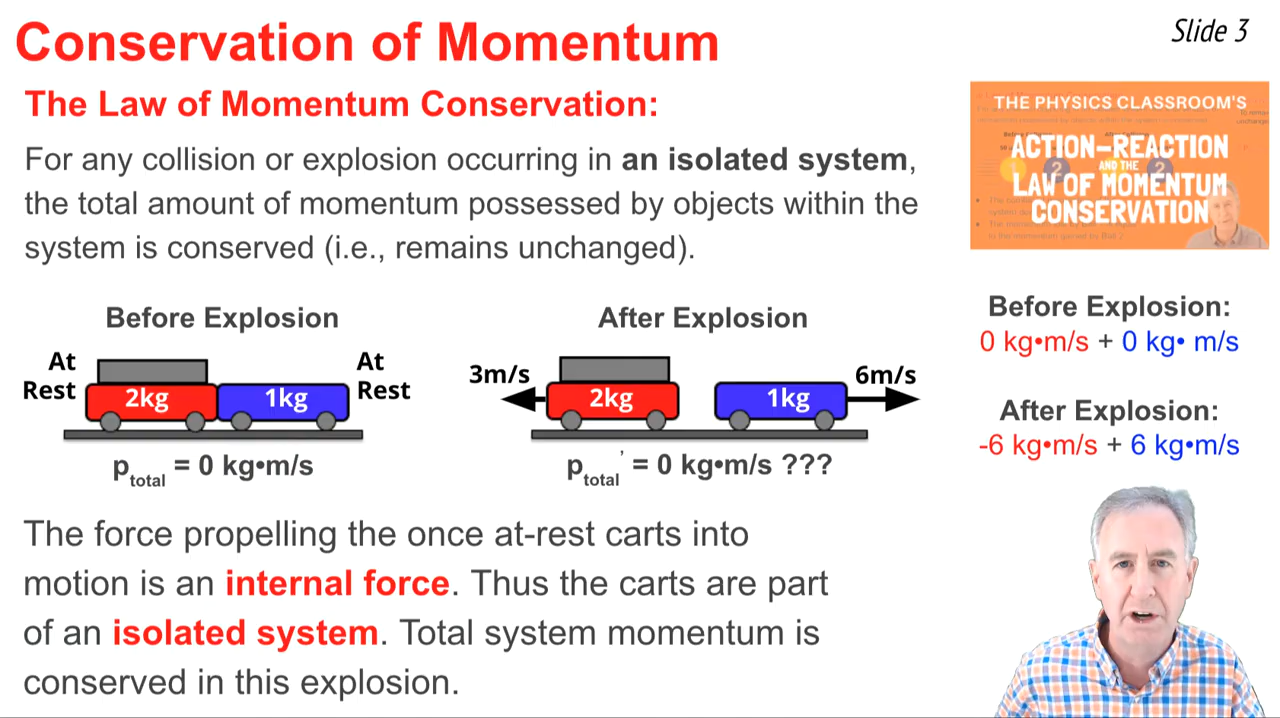 Conservation of Momentum
Slide 3
The Law of Momentum Conservation:
For any collision or explosion occurring in an isolated system,
the total amount of momentum possessed by objects within the
system is conserved (i.e., remains unchanged).
THE PHYSICS CLASSROOM'S
ACTION–REACTION
AND THE
LAW OF MOMENTUM
CONSERVATION
Before Explosion
At
Rest
2kg
1kg
At
Rest
ptotal = 0 kg•m/s
After Explosion
3m/s
2kg
1kg
6m/s
ptotal’ = 0 kg•m/s ???
Before Explosion:
0 kg•m/s + 0 kg• m/s
After Explosion:
-6 kg•m/s + 6 kg•m/s
The force propelling the once at-rest carts into
motion is an internal force. Thus the carts are part
of an isolated system. Total system momentum is
conserved in this explosion.